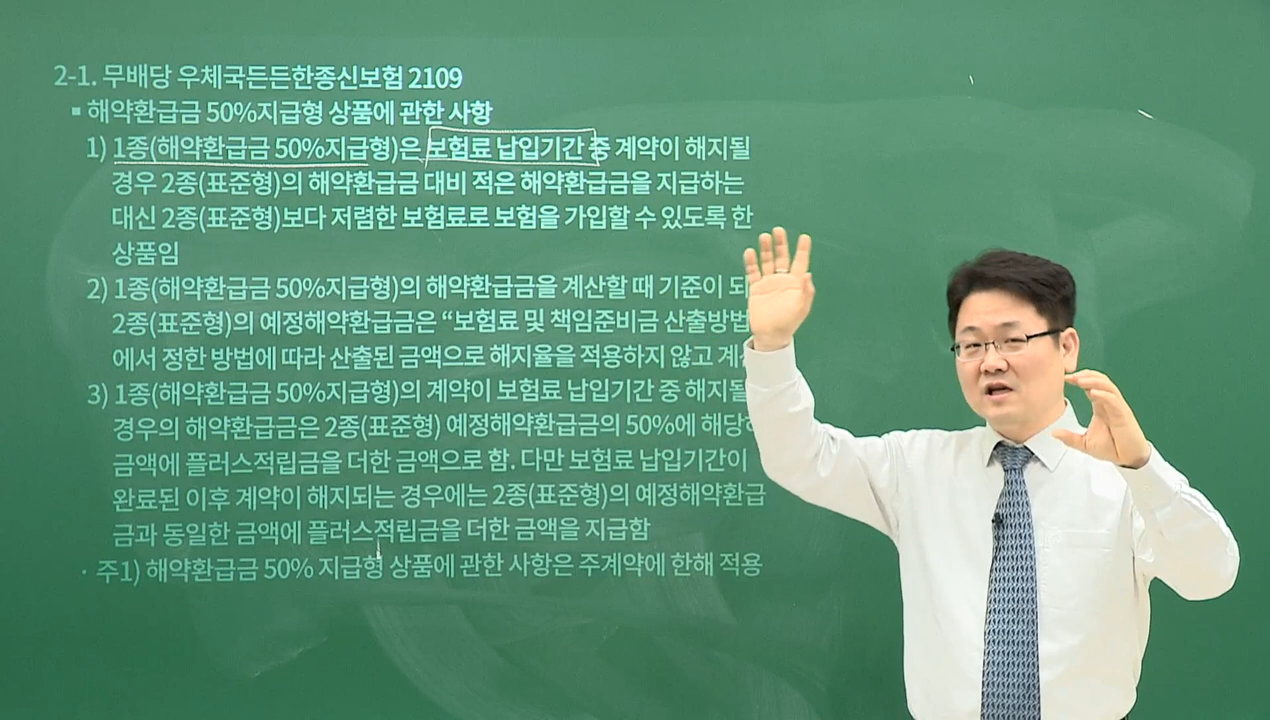 2-1. 무배당 우체국든든한종신보험 2109
▪ 해약환급금 50%지급형 상품에 관한 사항
1) 1종(해약환급금 50%지급형)은 보험료 납입기간 중 계약이 해지될
경우 2종(표준형)의 해약환급금 대비 적은 해약환급금을 지급하는
대신 2종(표준형)보다 저렴한 보험료로 보험을 가입할 수 있도록 한
상품임
2) 1종(해약환급금 50%지급형)의 해약환급금을 계산할 때 기준이
2종(표준형)의 예정해약환급금은 “보험료 및 책임준비금 산출방법
에서 정한 방법에 따라 산출된 금액으로 해지율을 적용하지 않고
3) 1종(해약환급금 50%지급형)의 계약이 보험료 납입기간 중 해지될
경우의 해약환급금은 2종(표준형) 예정해약환급금의 50%에
금액에 플러스적립금을 더한 금액으로 함. 다만 보험료 납입기간이
완료된 이후 계약이 해지되는 경우에는 2종(표준형)의 예정해약환급
금과 동일한 금액에 플러스적립금을 더한 금액을 지급함
· 주1) 해약환급금 50% 지급형 상품에 관한 사항은 주계약에 한해 적용